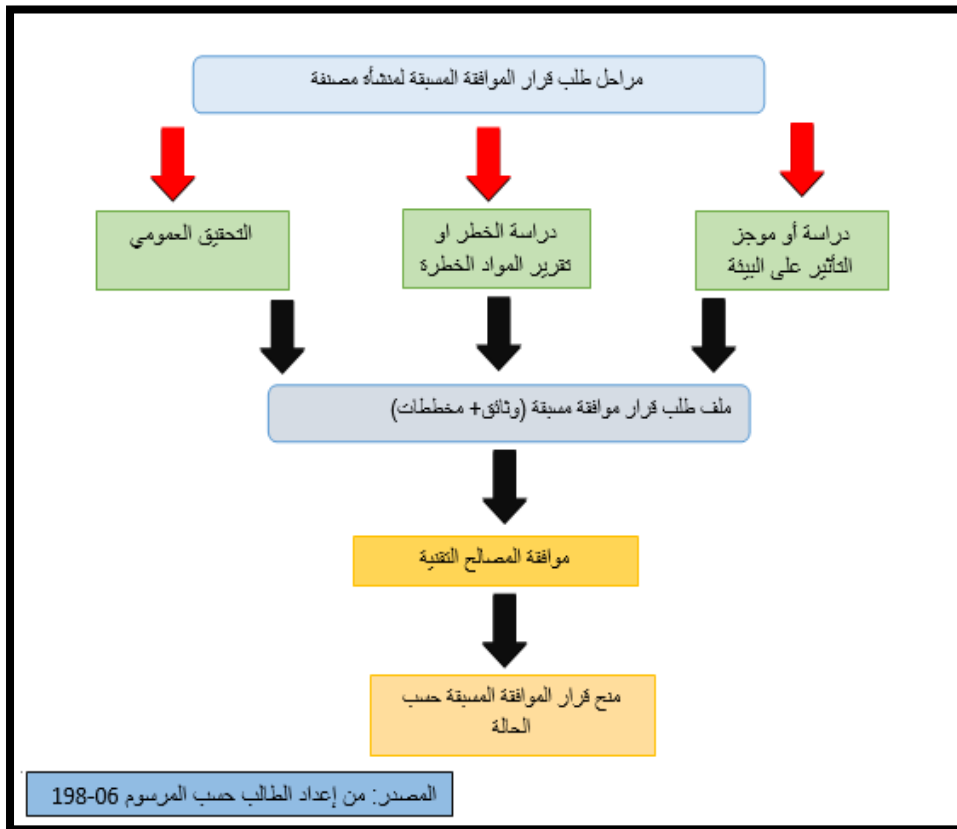 مراحل طلب قرار الموافقة المسبقة لمنشأة مصنفة
دراسة أو موجز
التأثير على البيئة
دراسة الخطر او
تقرير المواد الخطرة
التحقيق العمومي
ملف طلب قرار موافقة مسبقة (وثائق+ مخططات)
موافقة المصالح التقنية
منح قرار الموافقة المسبقة حسب
الحالة
المصدر: من إعداد الطالب حسب المرسوم 06-198